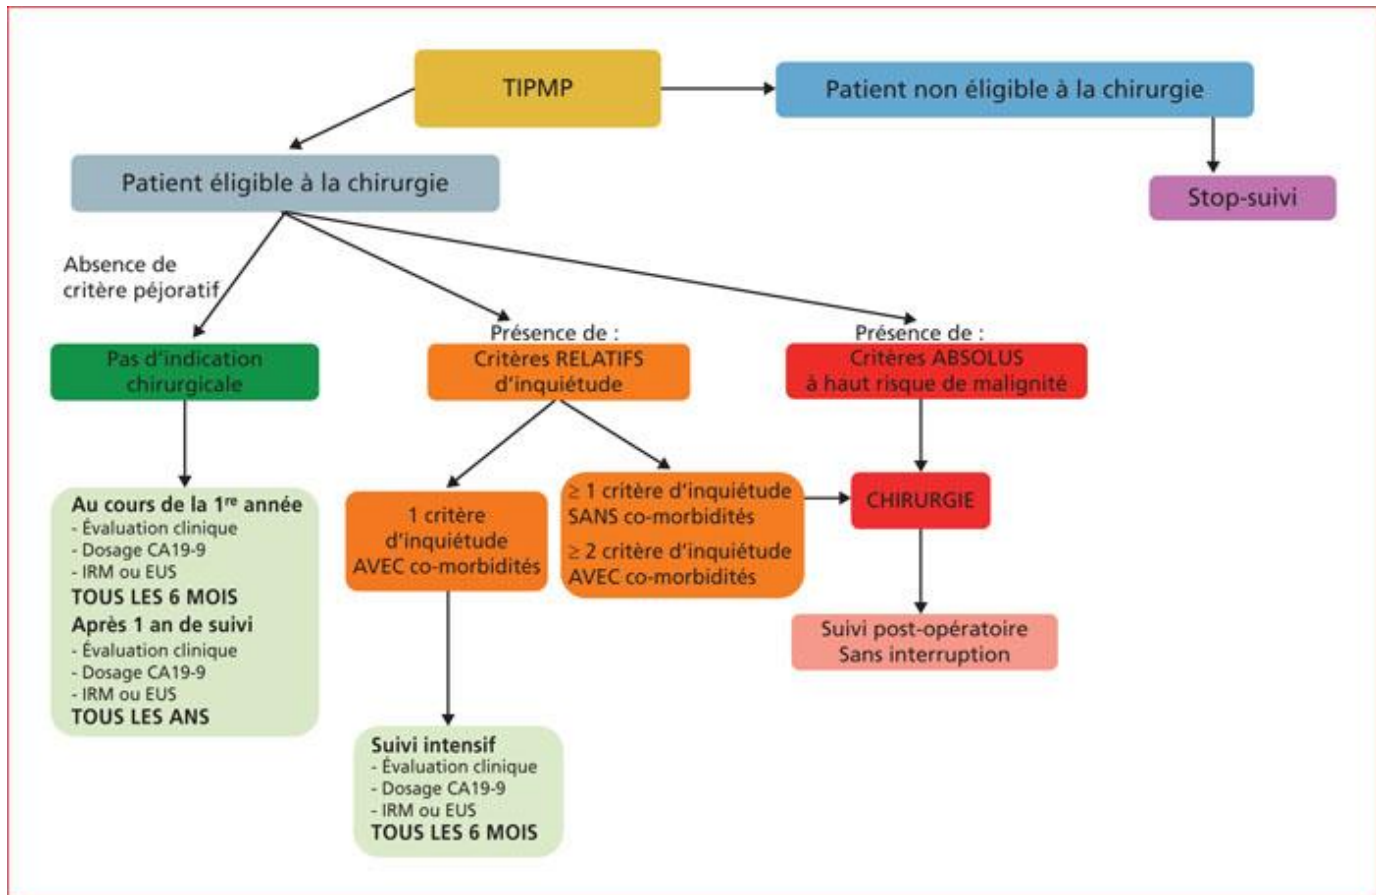 TIPMP
Patient non éligible à la chirurgie
Patient éligible à la chirurgie
Stop-suivi
Absence de
critère péjoratif
Pas d'indication
chirurgicale
Présence de :
Critères RELATIFS
d'inquiétude
Présence de :
Critères ABSOLUS
à haut risque de malignité
Au cours de la 1re année
- Évaluation clinique
- Dosage CA19-9
- IRM ou EUS
TOUS LES 6 MOIS
Après 1 an de suivi
- Évaluation clinique
- Dosage CA19-9
- IRM ou EUS
TOUS LES ANS
1 critère
d'inquiétude
AVEC co-morbidités
≥ 1 critère d'inquiétude
SANS co-morbidités
≥ 2 critère d'inquiétude
AVEC co-morbidités
CHIRURGIE
Suivi post-opératoire
Sans interruption
Suivi intensif
- Évaluation clinique
- Dosage CA19-9
- IRM ou EUS
TOUS LES 6 MOIS